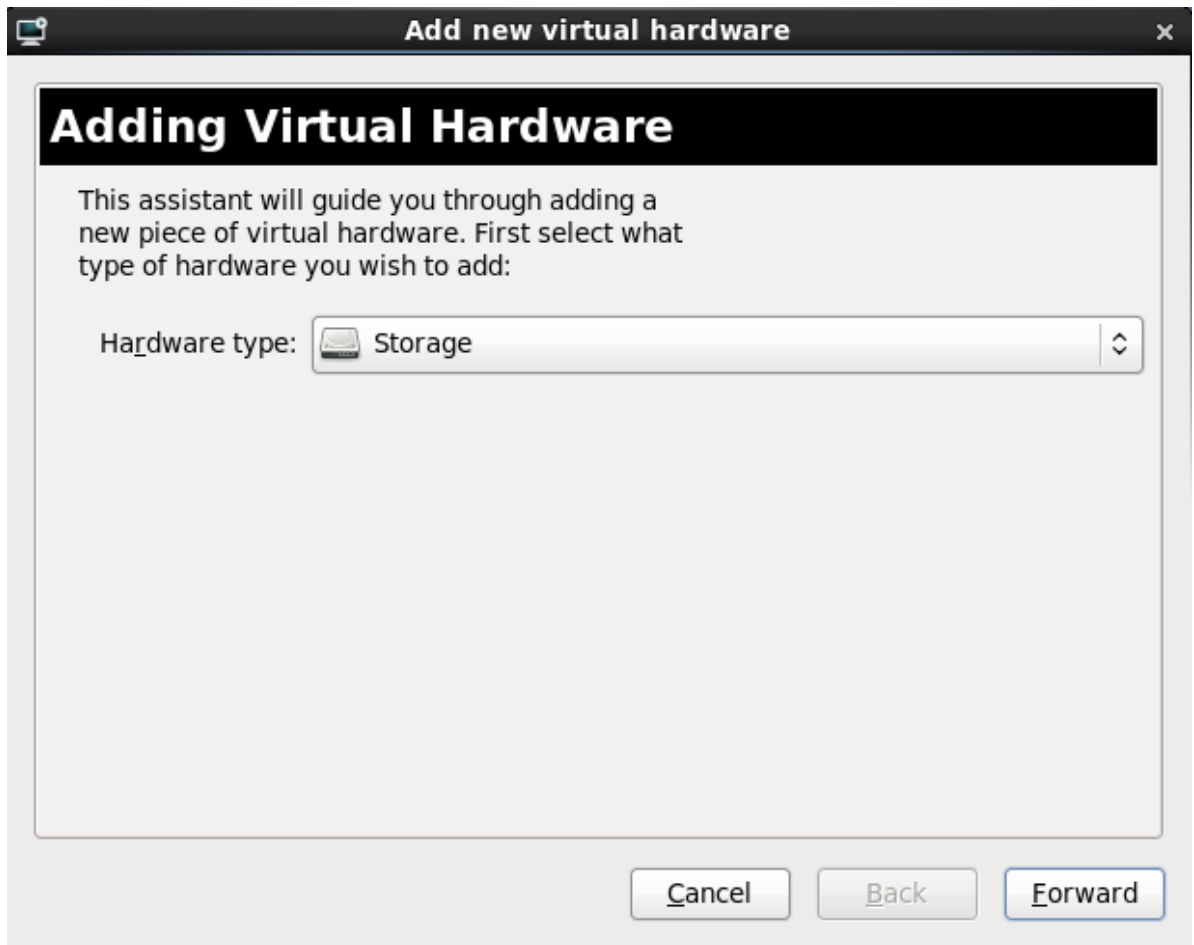 Add new virtual hardware
Adding Virtual Hardware
This assistant will guide you through adding a
new piece of virtual hardware. First select what
type of hardware you wish to add:
Hardware type: Storage
Cancel Back Forward